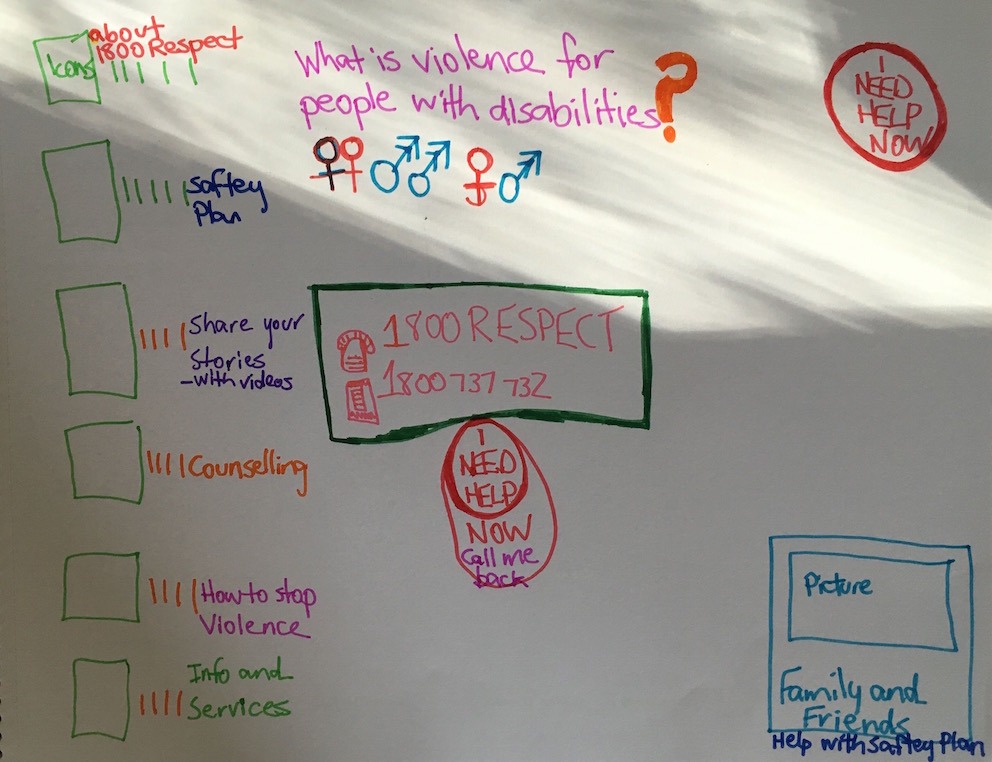 about
1800 Respect
Icons
What is violence for
people with disabilities?
I
NEED
HELP
NOW
Saftey
Plan
Share your
Stories
-with videos
1800 RESPECT
1800 737 732
Counselling
I
NEED
HELP
NOW
Call me
back
How to stop
Violence
Info and
Services
Picture
Family and
Friends
Help with Saftey Plan